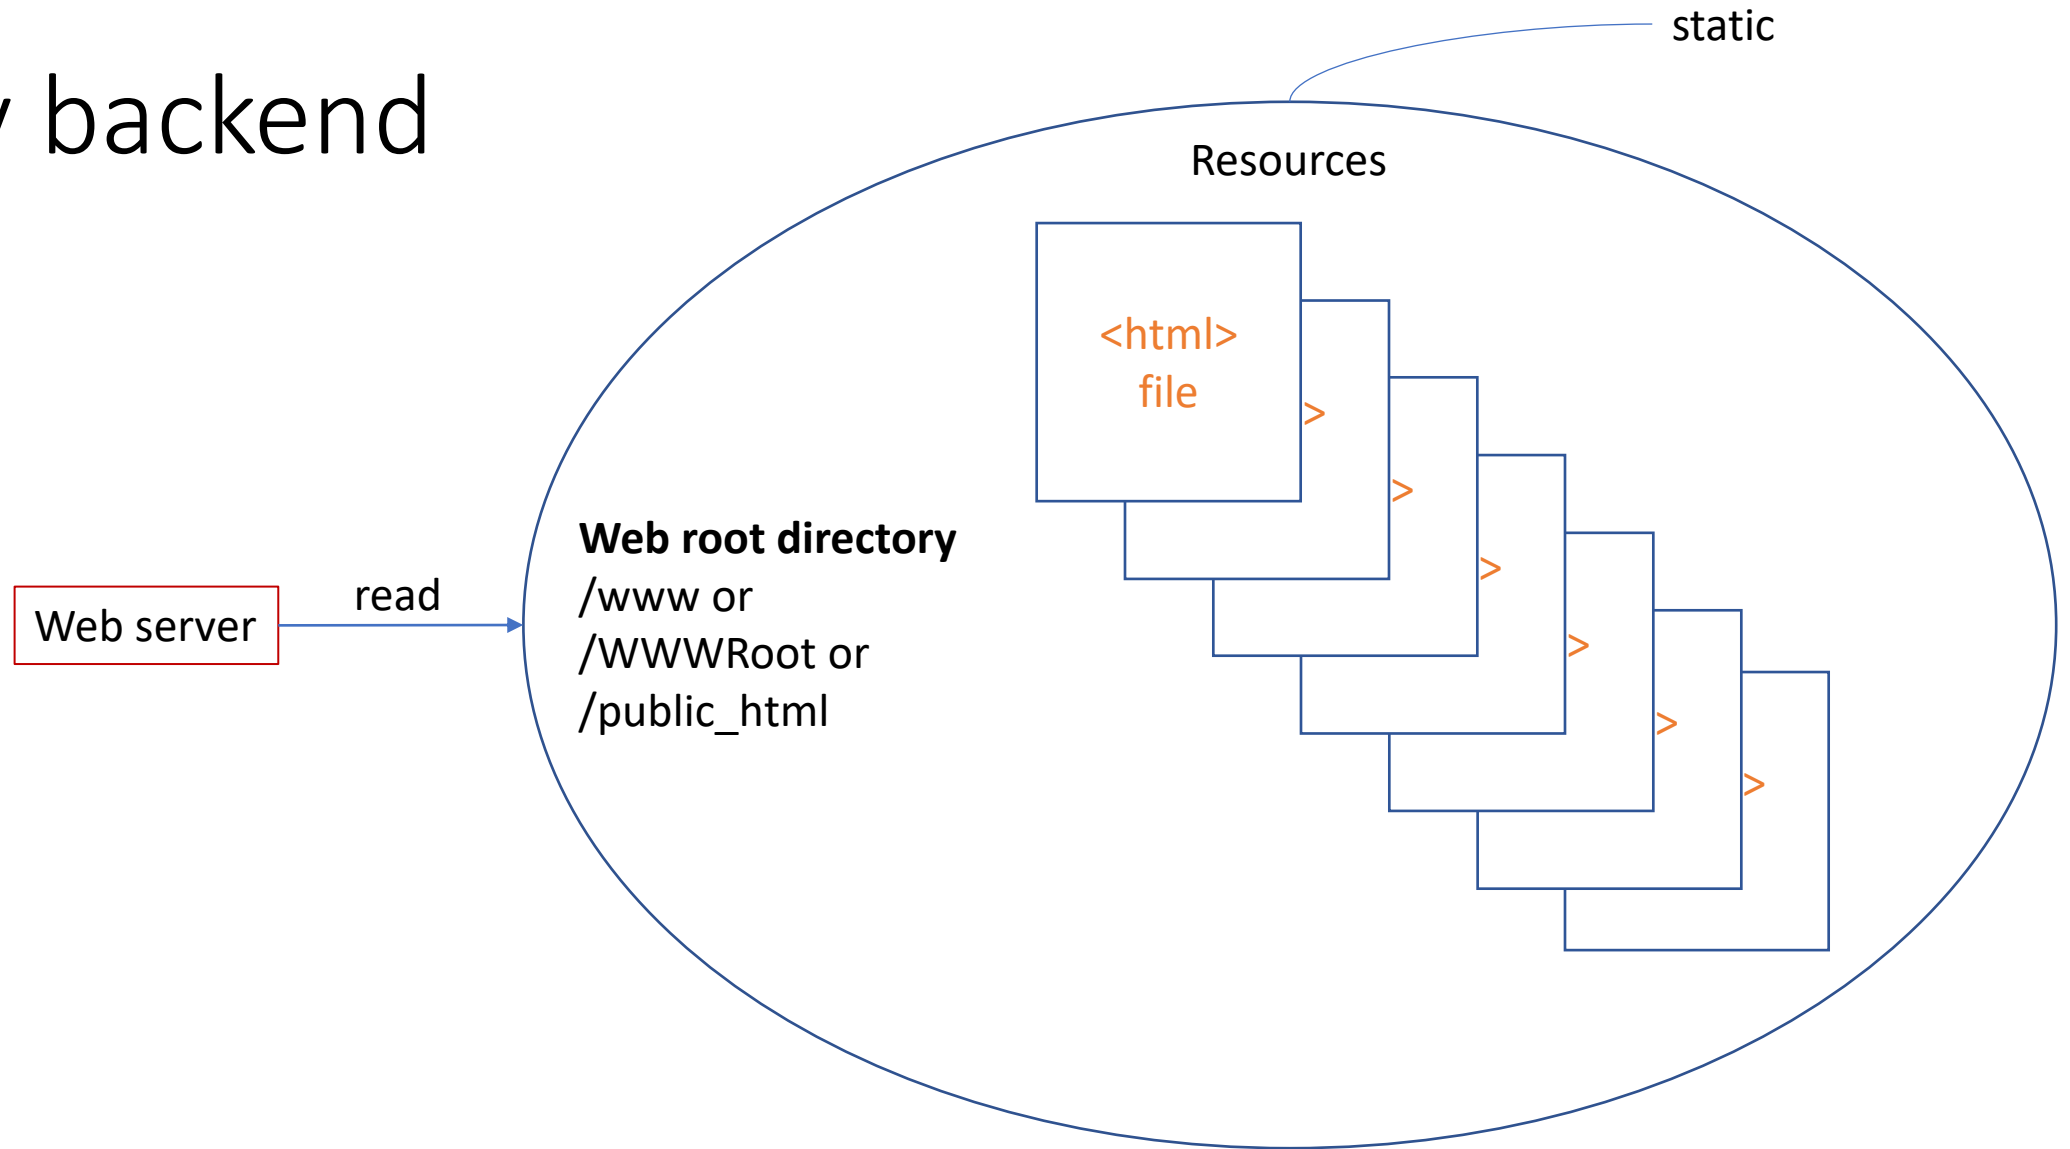 static
backend
Resources
<html>
file
>
>
>
>
>
>
Web root directory
/www or
/WWWRoot or
/public_html
read
Web server